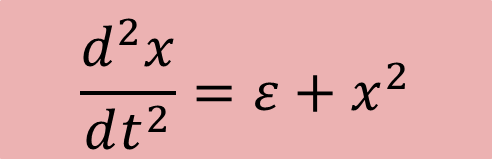 d²x/dt² = ε + x²